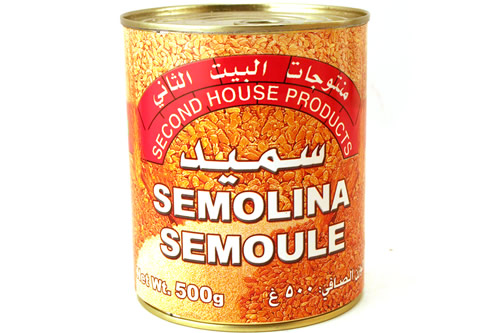 منتوجات البيت الثاني
SECOND HOUSE PRODUCTS
سميد
SEMOLINA
SEMOULE
Net Wt. 500g
الصافي: ٥٠٠ غ